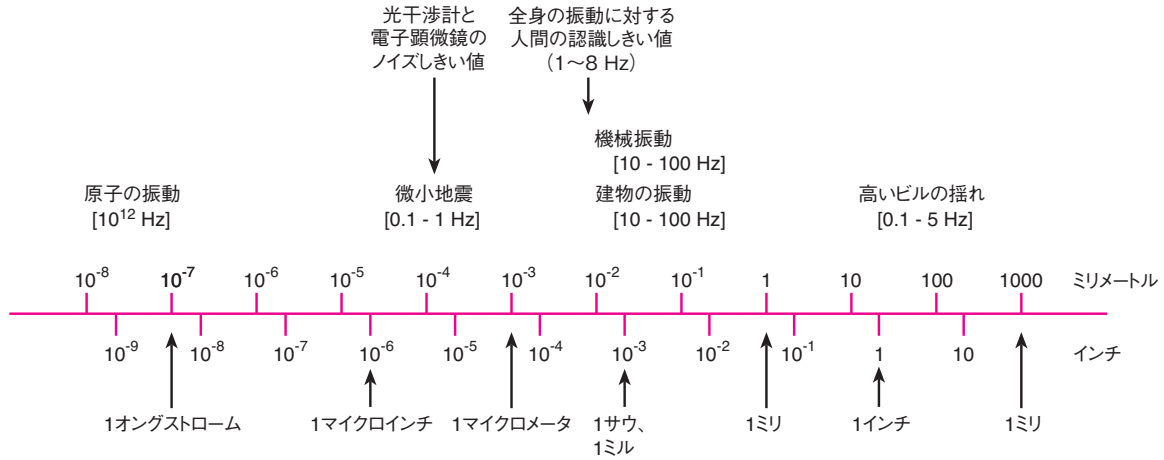 光干渉計と
電子顕微鏡の
ノイズしきい値
全身の振動に対する
人間の認識しきい値
（1〜8 Hz）
機械振動
[10 - 100 Hz]
原子の振動
[10¹² Hz]
微小地震
[0.1 - 1 Hz]
建物の振動
[10 - 100 Hz]
高いビルの揺れ
[0.1 - 5 Hz]
10⁻⁸ 10⁻⁷ 10⁻⁶ 10⁻⁵ 10⁻⁴ 10⁻³ 10⁻² 10⁻¹ 1 10 100 1000 ミリメートル
10⁻⁹ 10⁻⁸ 10⁻⁷ 10⁻⁶ 10⁻⁵ 10⁻⁴ 10⁻³ 10⁻² 10⁻¹ 1 10 インチ
1オングストローム
1マイクロインチ
1マイクロメータ
1サウ、
1ミル
1ミリ
1インチ
1ミリ